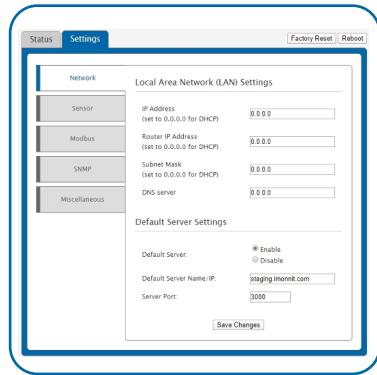 Status Settings Factory Reset Reboot
Network
Sensor
Modbus
SNMP
Miscellaneous
Local Area Network (LAN) Settings
IP Address 0.0.0.0
(set to 0.0.0.0 for DHCP)
Router IP Address 0.0.0.0
(set to 0.0.0.0 for DHCP)
Subnet Mask 0.0.0.0
(set to 0.0.0.0 for DHCP)
DNS server 0.0.0.0
Default Server Settings
Default Server: Enable
Disable
Default Server Name/IP: staging.imonnit.com
Server Port: 3000
Save Changes